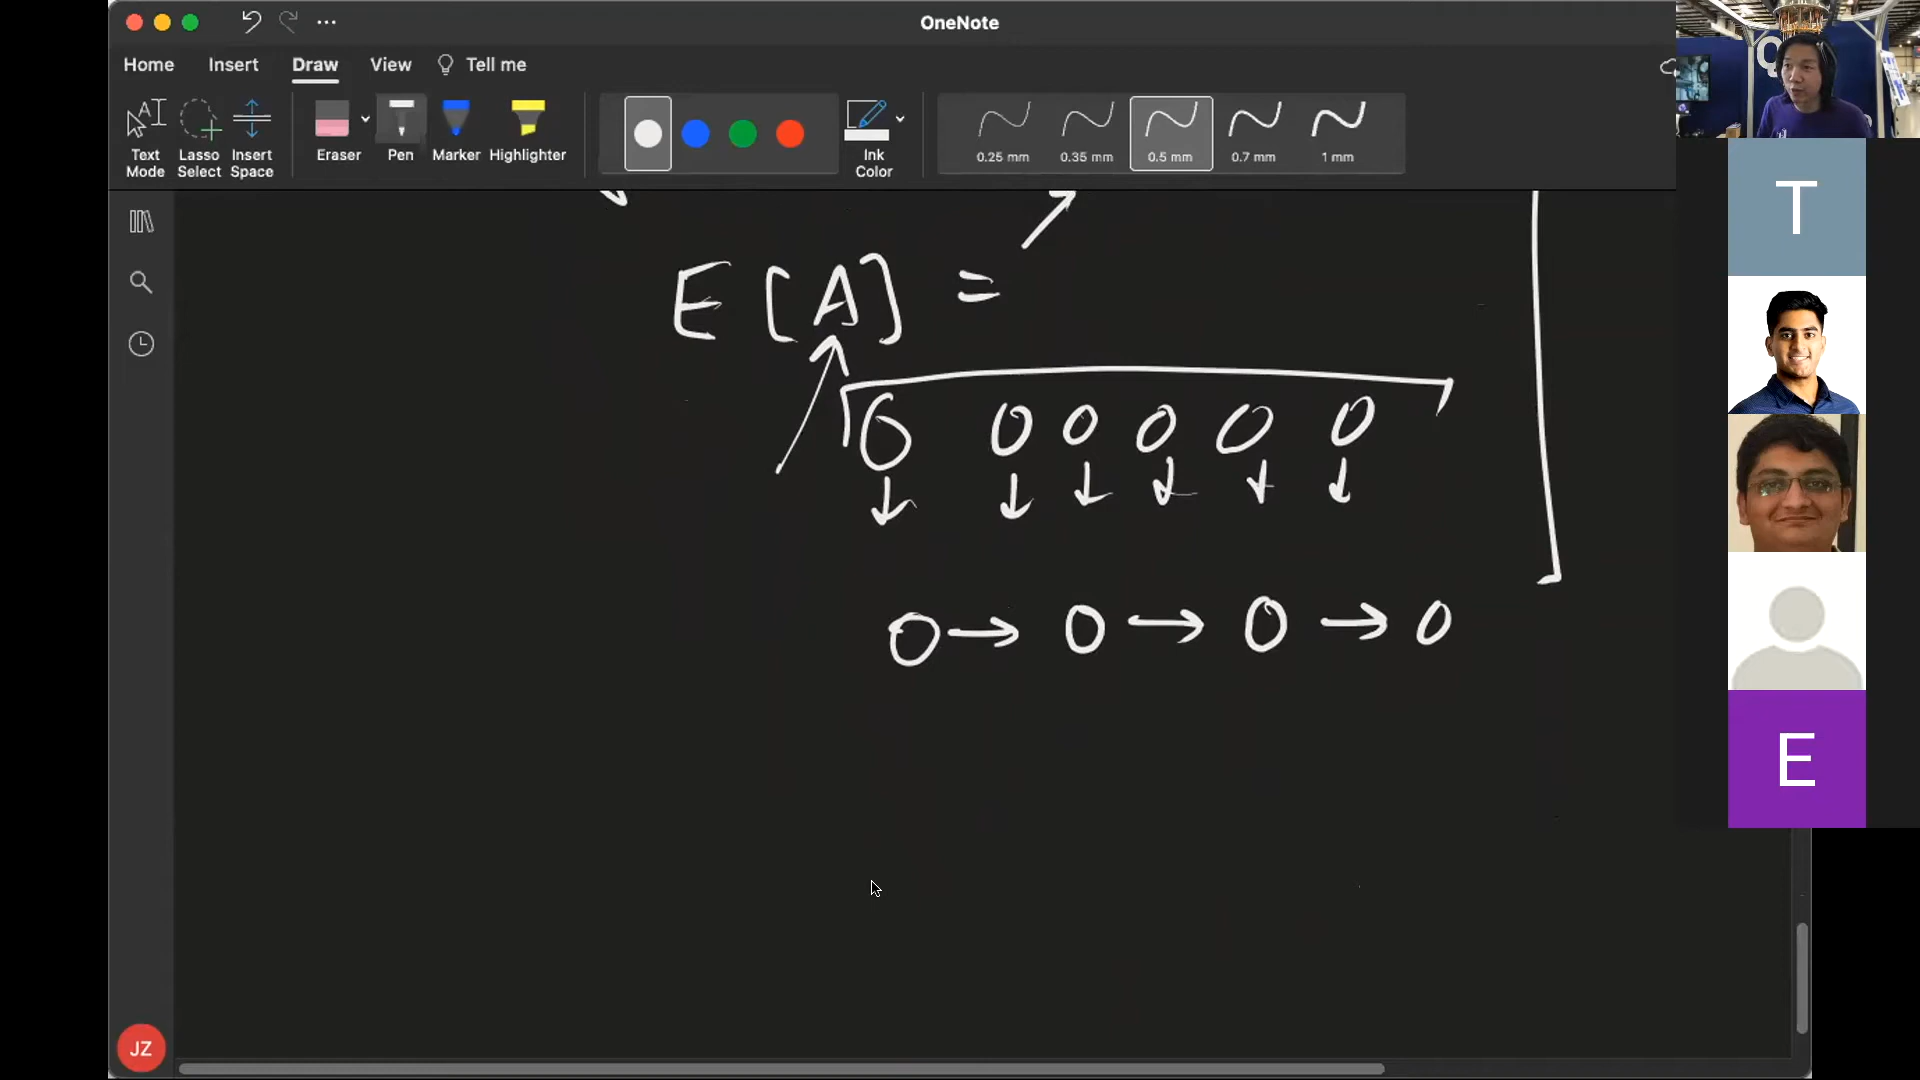 OneNote
Home Insert Draw View Tell me
Text Mode
Lasso Select
Insert Space
Eraser
Pen
Marker
Highlighter
Ink Color
0.25 mm
0.35 mm
0.5 mm
0.7 mm
1 mm
E [A] =
0 0 0 0 0 0
↓ ↓ ↓ ↓ ↓ ↓
0 → 0 → 0 → 0
JZ
Q
T
E